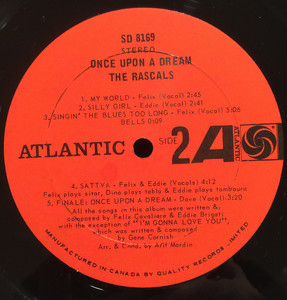 SD 8169
STEREO
ONCE UPON A DREAM
THE RASCALS
1. MY WORLD - Felix (Vocal) 2:45
2. SILLY GIRL - Eddie (Vocal) 2:41
3. SINGIN' THE BLUES TOO LONG - Felix (Vocal) 5:06
BELLS 0:09
ATLANTIC
SIDE 2
ATLANTIC
4. SATTVA - Felix & Eddie (Vocals) 4:12
Felix plays sitar, Dino plays tabla & Eddie plays tamboura
5. FINALE: ONCE UPON A DREAM - Dave (Vocal) 3:20
(All the songs in this album were written &
composed by Felix Cavaliere & Eddie Brigati
with the exception of "I'M GONNA LOVE YOU",
which was written & composed
by Gene Cornish
Arr. & Cond. by Arif Mardin
MANUFACTURED IN CANADA BY QUALITY RECORDS LIMITED